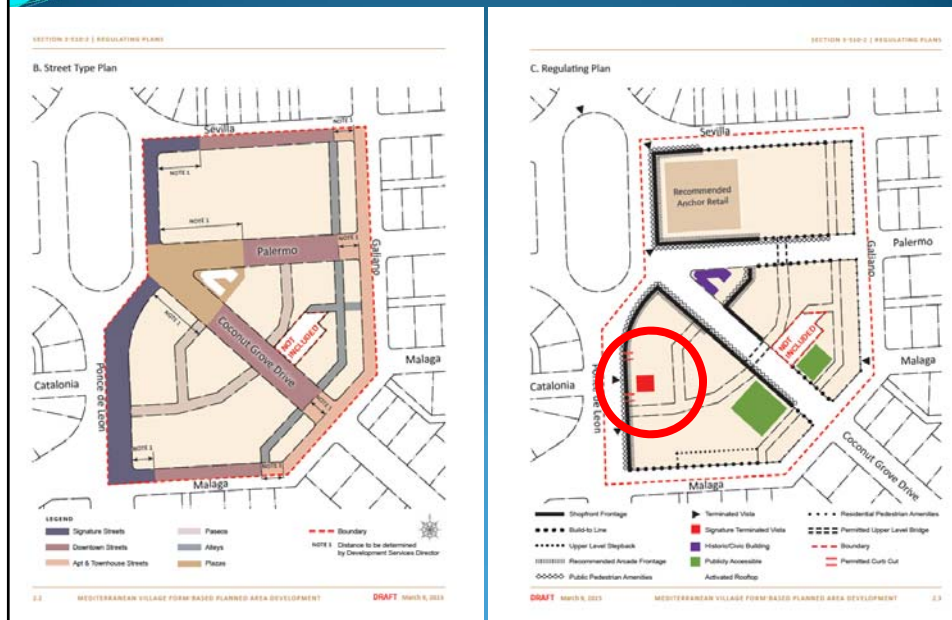 SECTION 3-510:2 | REGULATING PLANS
B. Street Type Plan
Sevilla
NOTE 1
NOTE 1
NOTE 1
Palermo
Galiano
NOTE 1
Coconut Grove Drive
NOT INCLUDED
Malaga
Catalonia
Ponce de Leon
NOTE 1
NOTE 1
NOTE 1
Malaga
LEGEND
Signature Streets
Downtown Streets
Apt & Townhouse Streets
Paseos
Alleys
Plazas
Boundary
NOTE 1 Distance to be determined
by Development Services Director
2.2 MEDITERRANEAN VILLAGE FORM BASED PLANNED AREA DEVELOPMENT DRAFT March 9, 2015
SECTION 3-510:2 | REGULATING PLANS
C. Regulating Plan
Sevilla
Recommended
Anchor Retail
Galiano
Palermo
NOT INCLUDED
Malaga
Catalonia
Ponce de Leon
Coconut Grove Drive
Malaga
Shopfront Frontage
Build-to Line
Upper Level Stepback
Recommended Arcade Frontage
Public Pedestrian Amenities
Terminated Vista
Signature Terminated Vista
Historic/Civic Building
Publicly Accessible
Activated Rooftop
Residential Pedestrian Amenities
Permitted Upper Level Bridge
Boundary
Permitted Curb Cut
DRAFT March 9, 2015 MEDITERRANEAN VILLAGE FORM BASED PLANNED AREA DEVELOPMENT 2.3